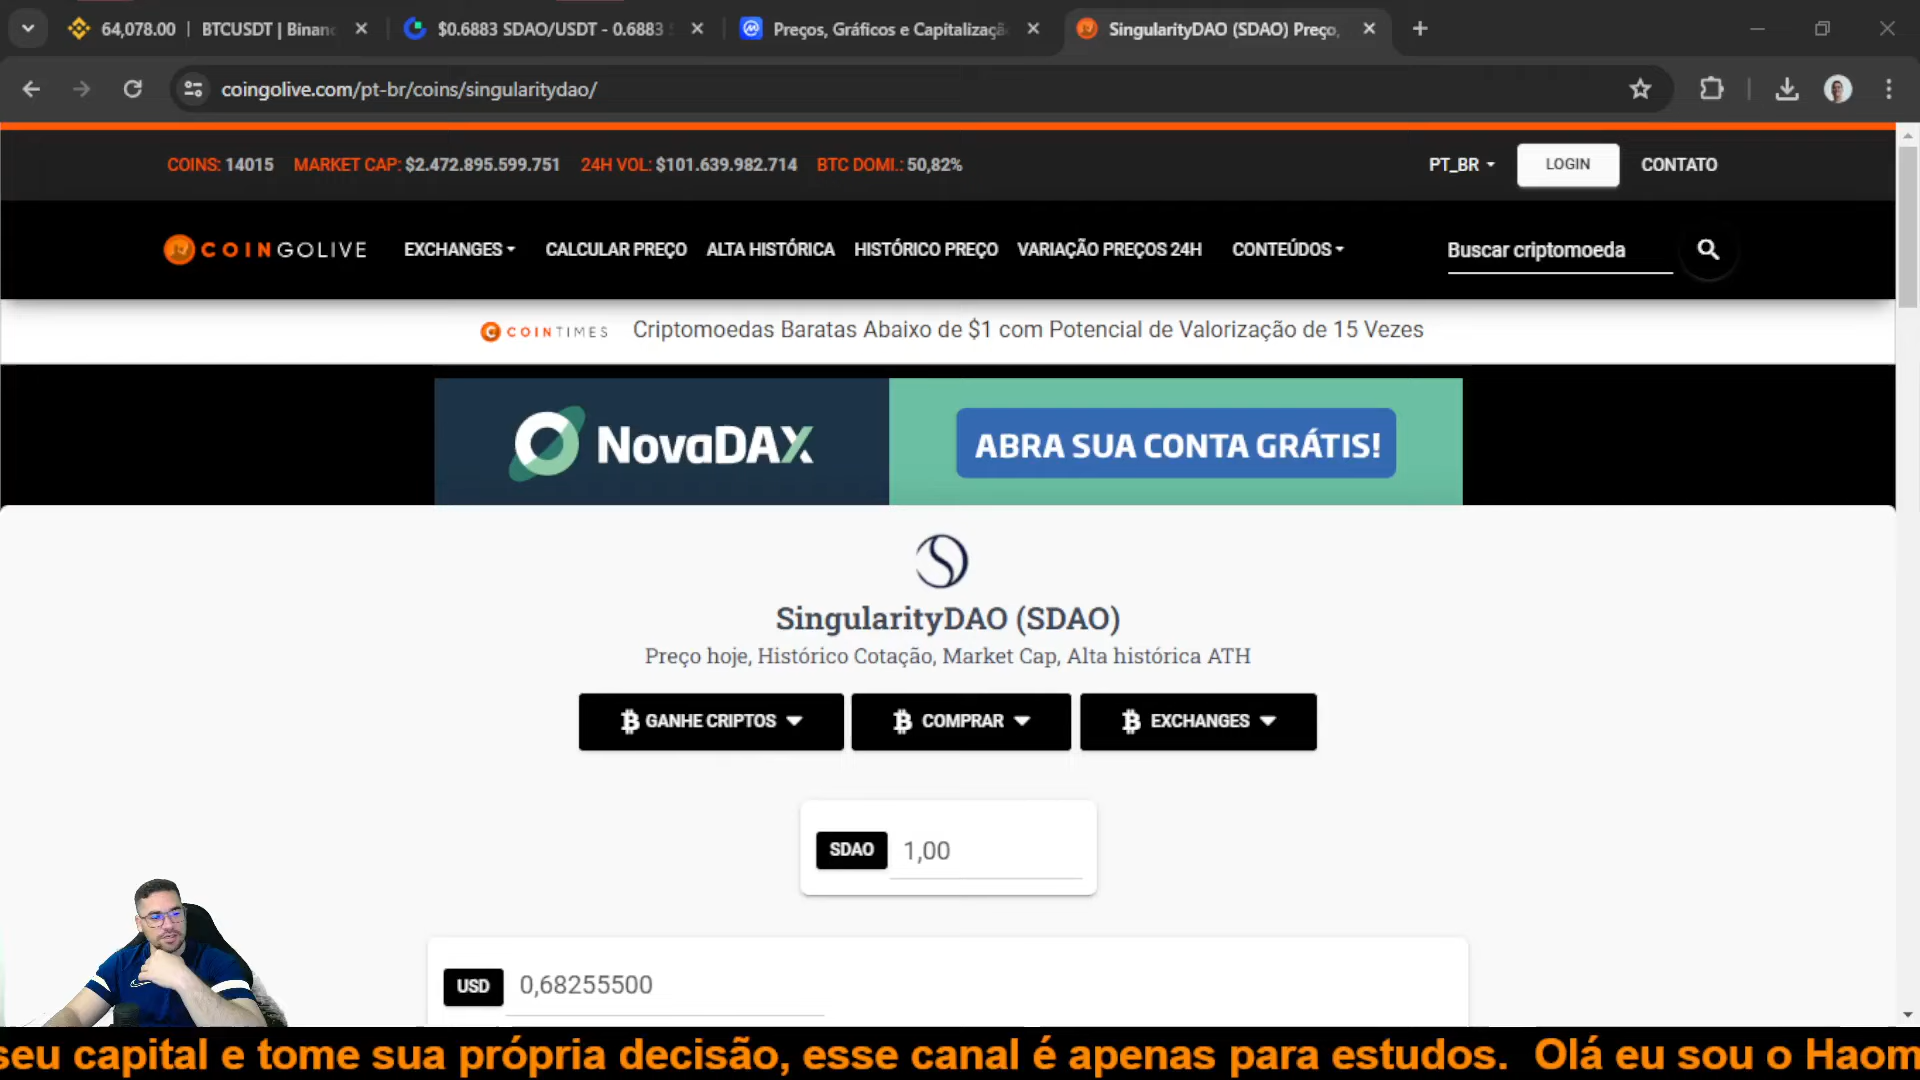 64,078.00 | BTCUSDT | Binanc
$0.6883 SDAO/USDT - 0.6883
Preços, Gráficos e Capitalizaçã
SingularityDAO (SDAO) Preço,
coingolive.com/pt-br/coins/singularitydao/
COINS: 14015 MARKET CAP: $2.472.895.599.751 24H VOL: $101.639.982.714 BTC DOMI.: 50,82%
PT_BR LOGIN CONTATO
COINGOLIVE EXCHANGES CALCULAR PREÇO ALTA HISTÓRICA HISTÓRICO PREÇO VARIAÇÃO PREÇOS 24H CONTEÚDOS Buscar criptomoeda
COINTIMES Criptomoedas Baratas Abaixo de $1 com Potencial de Valorização de 15 Vezes
NovaDAX ABRA SUA CONTA GRÁTIS!
SingularityDAO (SDAO)
Preço hoje, Histórico Cotação, Market Cap, Alta histórica ATH
GANHE CRIPTOS COMPRAR EXCHANGES
SDAO 1,00
USD 0,68255500
seu capital e tome sua própria decisão, esse canal é apenas para estudos. Olá eu sou o Haom